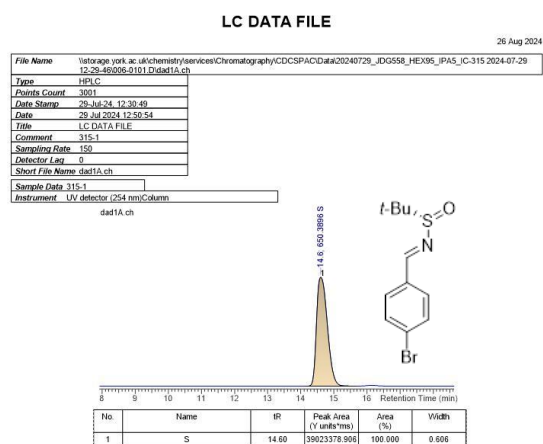 LC DATA FILE
26 Aug 2024
File Name \\storage.york.ac.uk\chemistry\services\Chromatography\CDCSPAC\Data\20240729_JDG558_HEX95_IPA5_IC-315 2024-07-29
12-29-46\006-0101.D\dad1A.ch
Type HPLC
Points Count 3001
Date Stamp 29-Jul-24, 12:30:49
Date 29 Jul 2024 12:50:54
Title LC DATA FILE
Comment 315-1
Sampling Rate 150
Detector Lag 0
Short File Name dad1A.ch
Sample Data 315-1
Instrument UV detector (254 nm)Column
dad1A.ch
14.6; 650.3896 S
t-Bu S O
N
Br
8 9 10 11 12 13 14 15 16 Retention Time (min)
No. Name tR Peak Area (Y units*ms) Area (%) Width
1 S 14.60 39023378.906 100.000 0.606